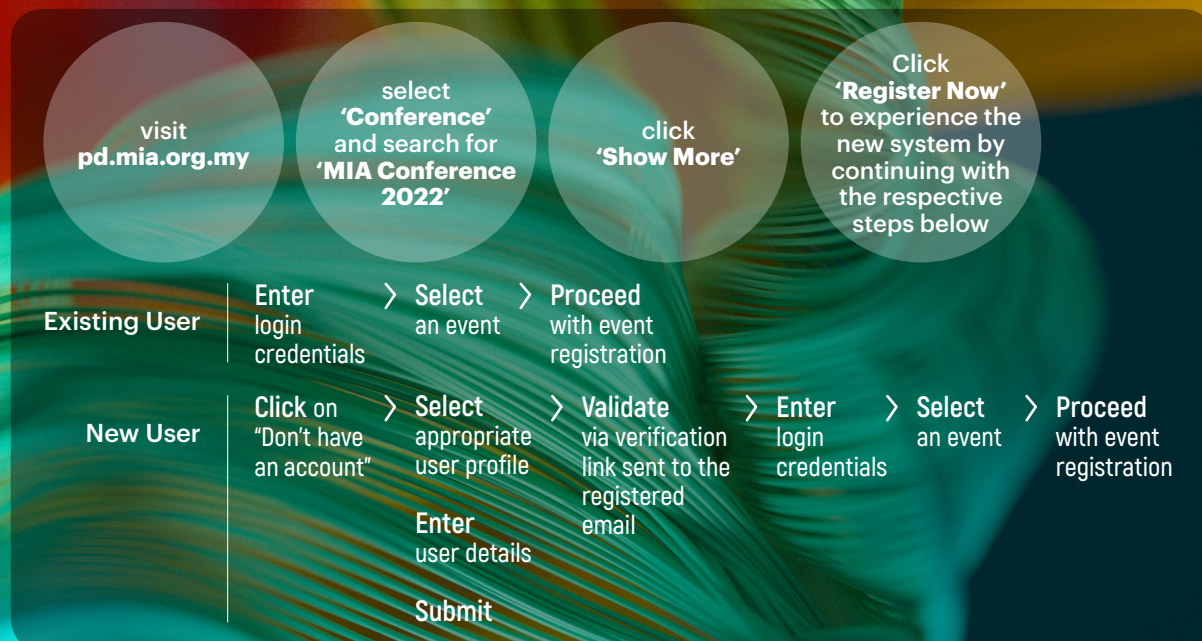 visit
pd.mia.org.my
select
‘Conference’
and search for
‘MIA Conference
2022’
click
‘Show More’
Click
‘Register Now’
to experience the
new system by
continuing with
the respective
steps below
Existing User
Enter
login
credentials
Select
an event
Proceed
with event
registration
New User
Click on
“Don’t have
an account”
Select
appropriate
user profile
Enter
user details
Submit
Validate
via verification
link sent to the
registered
email
Enter
login
credentials
Select
an event
Proceed
with event
registration